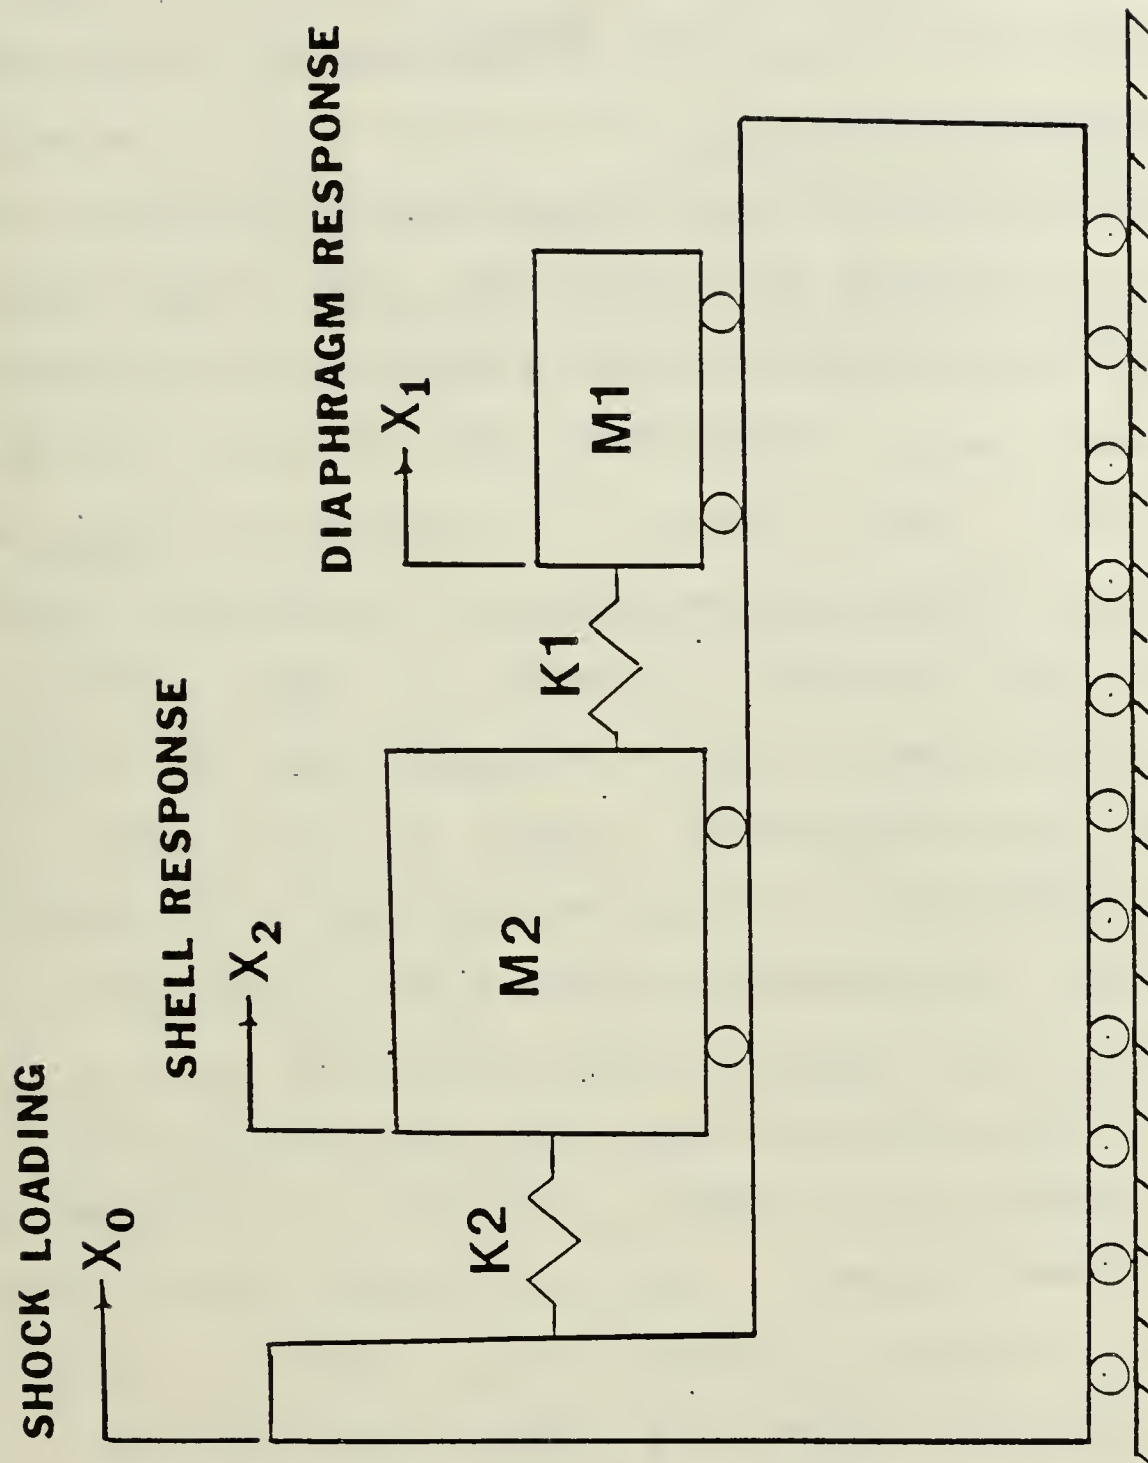 SHOCK LOADING
X0
SHELL RESPONSE
X2
DIAPHRAGM RESPONSE
X1
K2
M2
K1
M1